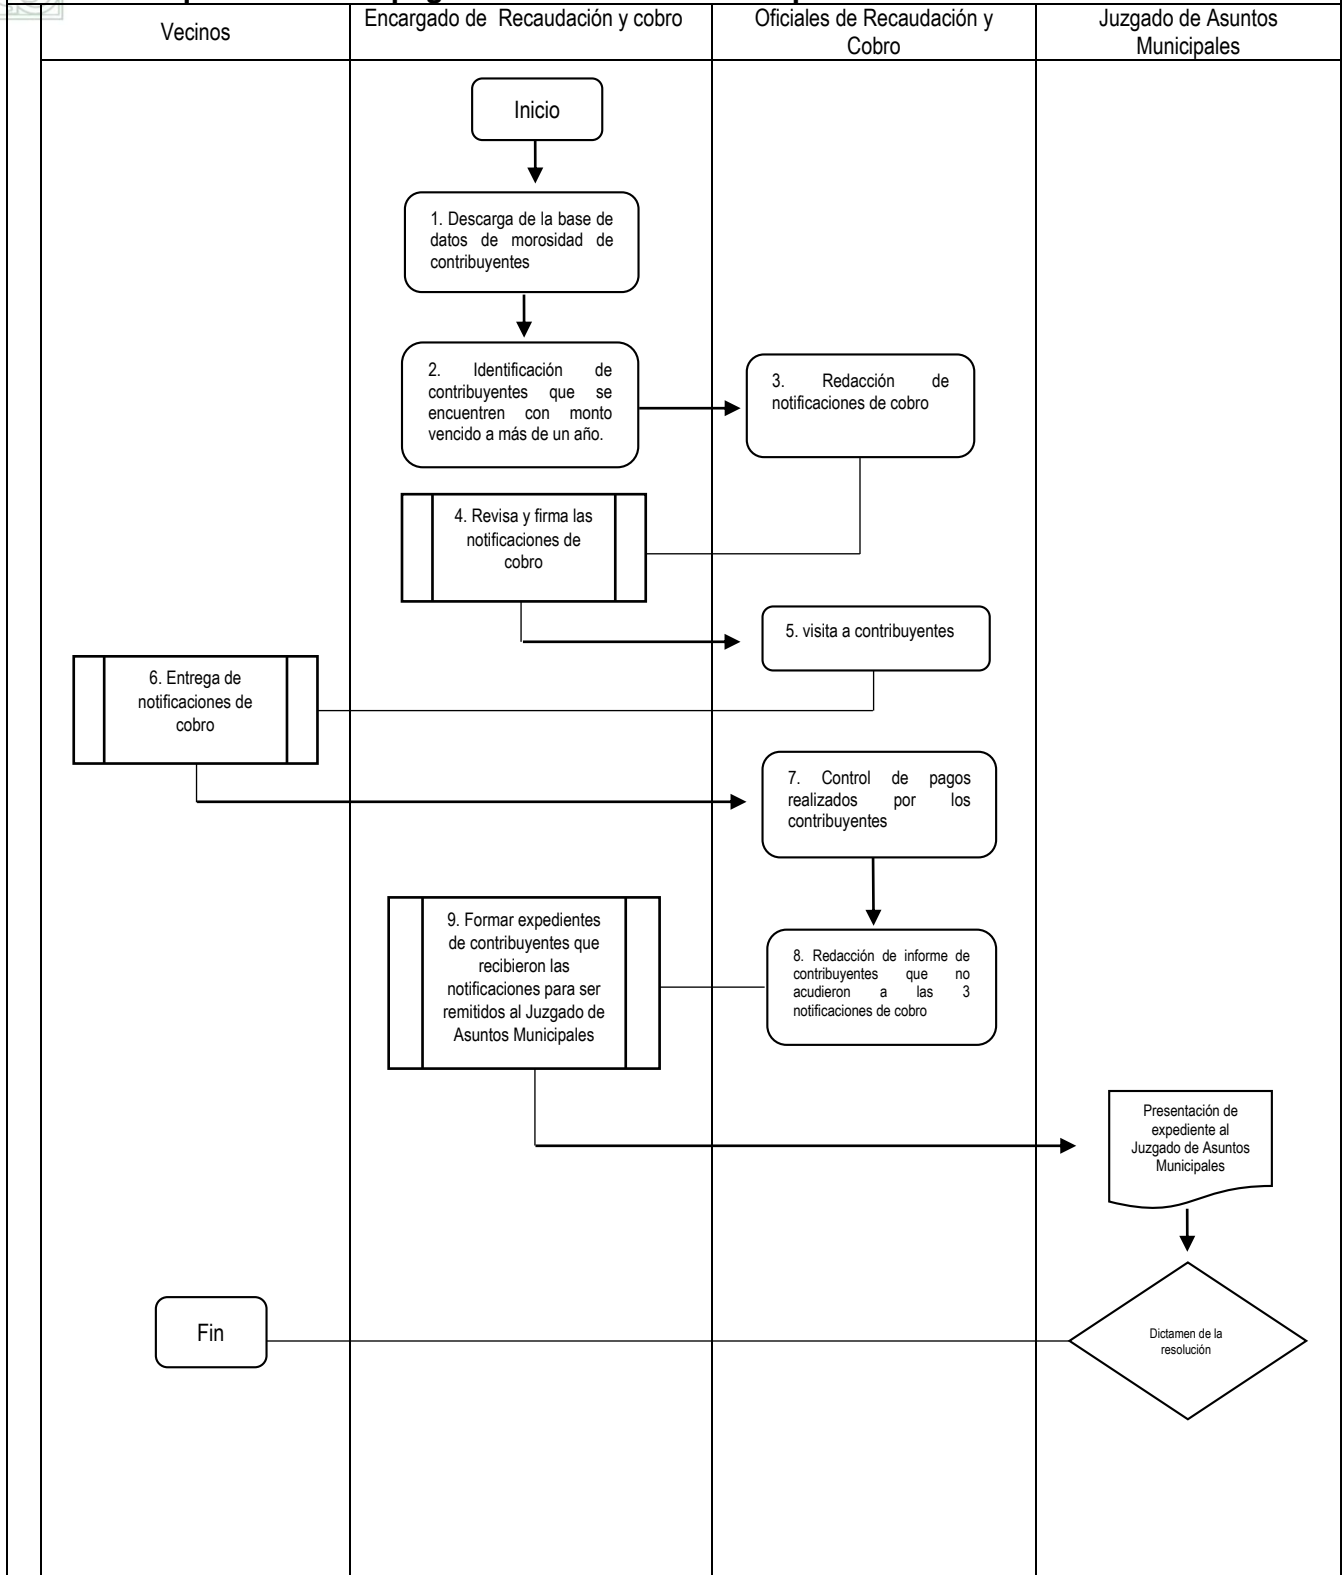 Vecinos
Encargado de Recaudación y cobro
Oficiales de Recaudación y
Cobro
Juzgado de Asuntos
Municipales
Inicio
1. Descarga de la base de
datos de morosidad de
contribuyentes
2. Identificación de
contribuyentes que se
encuentren con monto
vencido a más de un año.
3. Redacción de
notificaciones de cobro
4. Revisa y firma las
notificaciones de
cobro
5. visita a contribuyentes
6. Entrega de
notificaciones de
cobro
7. Control de pagos
realizados por los
contribuyentes
8. Redacción de informe de
contribuyentes que no
acudieron a las 3
notificaciones de cobro
9. Formar expedientes
de contribuyentes que
recibieron las
notificaciones para ser
remitidos al Juzgado de
Asuntos Municipales
Presentación de
expediente al
Juzgado de Asuntos
Municipales
Dictamen de la
resolución
Fin